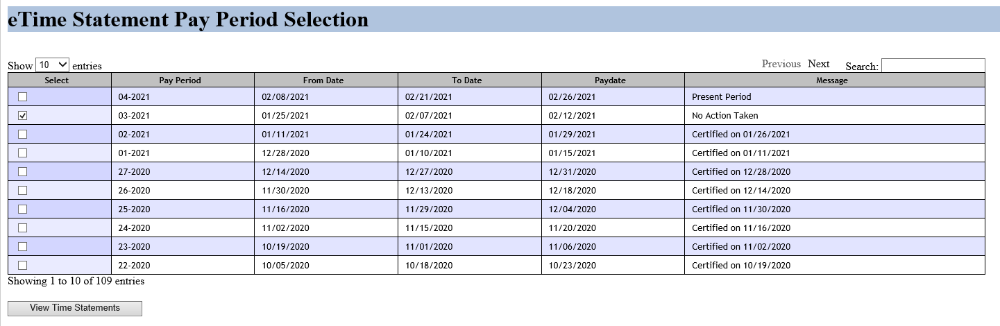 eTime Statement Pay Period Selection
Show 10 entries Previous Next Search:
Select Pay Period From Date To Date Paydate Message
04-2021 02/08/2021 02/21/2021 02/26/2021 Present Period
03-2021 01/25/2021 02/07/2021 02/12/2021 No Action Taken
02-2021 01/11/2021 01/24/2021 01/29/2021 Certified on 01/26/2021
01-2021 12/28/2020 01/10/2021 01/15/2021 Certified on 01/11/2021
27-2020 12/14/2020 12/27/2020 12/31/2020 Certified on 12/28/2020
26-2020 11/30/2020 12/13/2020 12/18/2020 Certified on 12/14/2020
25-2020 11/16/2020 11/29/2020 12/04/2020 Certified on 11/30/2020
24-2020 11/02/2020 11/15/2020 11/20/2020 Certified on 11/16/2020
23-2020 10/19/2020 11/01/2020 11/06/2020 Certified on 11/02/2020
22-2020 10/05/2020 10/18/2020 10/23/2020 Certified on 10/19/2020
Showing 1 to 10 of 109 entries
View Time Statements